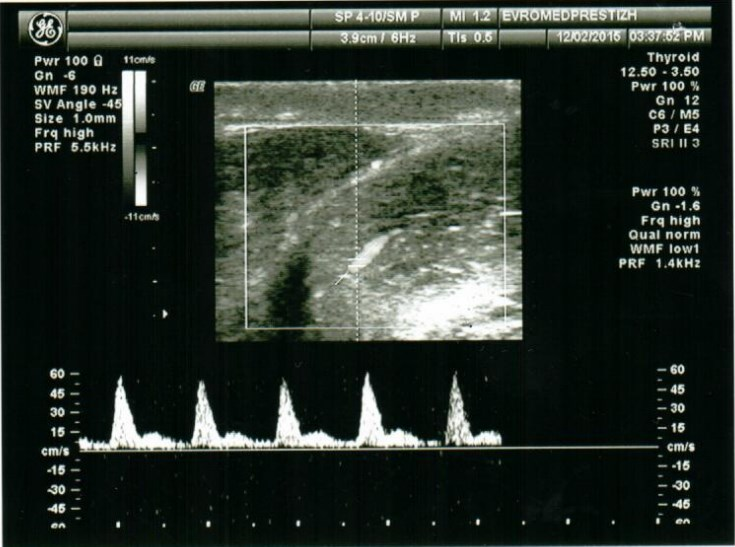 GE
SP 4-10/SM P MI 1.2 EVROMEDPRESTIZH
3.9cm / 6Hz TIs 0.5 12/02/2015 03:37:52 PM
Pwr 100
Gn -6
WMF 190 Hz
SV Angle -45
Size 1.0mm
Frq high
PRF 5.5kHz
11cm/s
-11cm/s
GE
Thyroid
12.50 - 3.50
Pwr 100 %
Gn 12
C6 / M5
P3 / E4
SRI II 3
Pwr 100 %
Gn -1.6
Frq high
Qual norm
WMF low1
PRF 1.4kHz
60
45
30
15
cm/s
-15
-30
-45
60
45
30
15
cm/s
-15
-30
-45